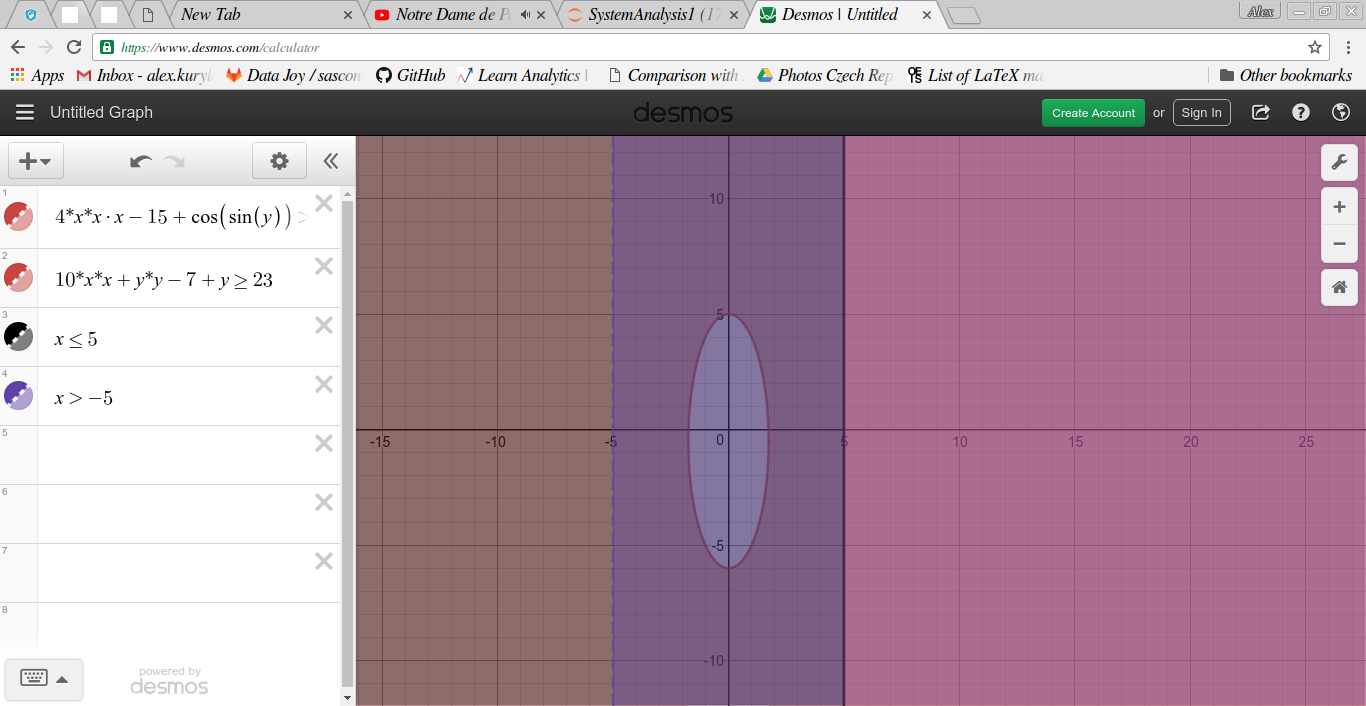 New Tab
Notre Dame de P
SystemAnalysis1 (17
Desmos | Untitled
Alex
https://www.desmos.com/calculator
Apps
Inbox - alex.kuryl
Data Joy / sascon
GitHub
Learn Analytics |
Comparison with
Photos Czech Rep
List of LaTeX ma
Other bookmarks
Untitled Graph
desmos
Create Account
or
Sign In
1
4*x*x·x − 15 + cos(sin(y)) >
2
10*x*x + y*y − 7 + y ≥ 23
3
x ≤ 5
4
x > −5
5
6
7
8
powered by
desmos
10
5
-15
-10
-5
0
5
10
15
20
25
-5
-10